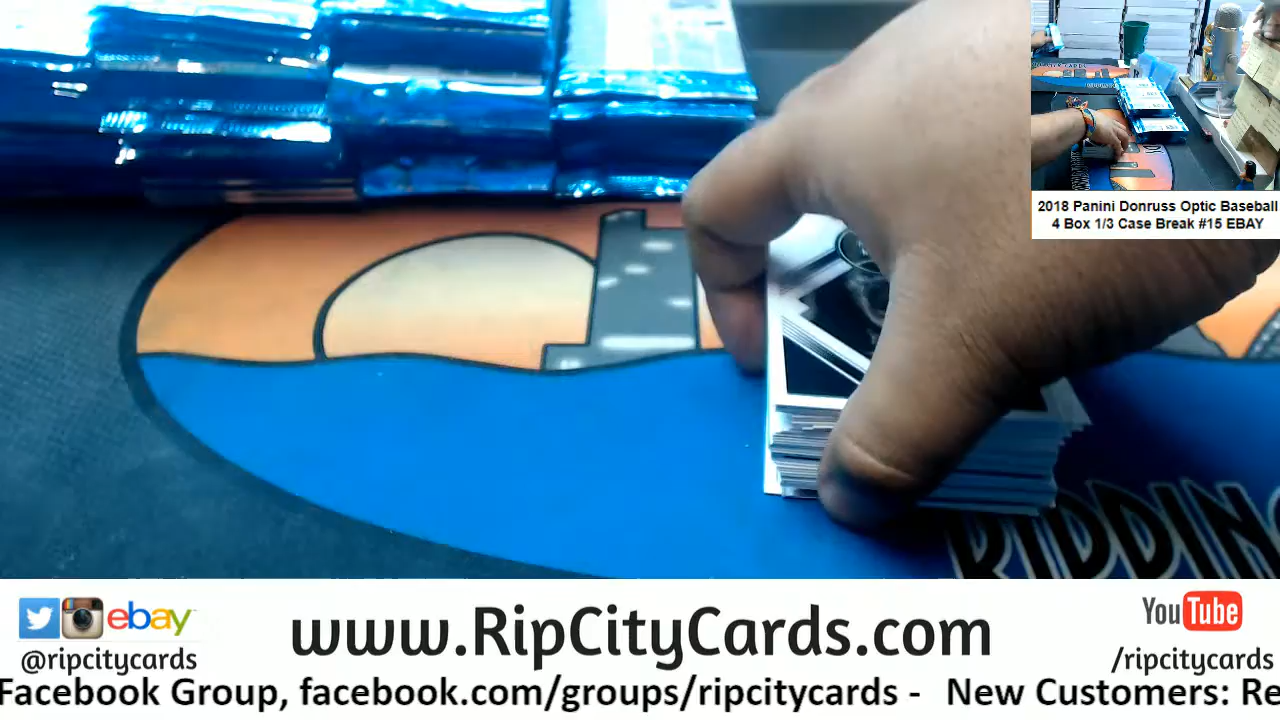 2018 Panini Donruss Optic Baseball
4 Box 1/3 Case Break #15 EBAY
ebay
www.RipCityCards.com
YouTube
@ripcitycards
/ripcitycards
Facebook Group, facebook.com/groups/ripcitycards - New Customers: Re